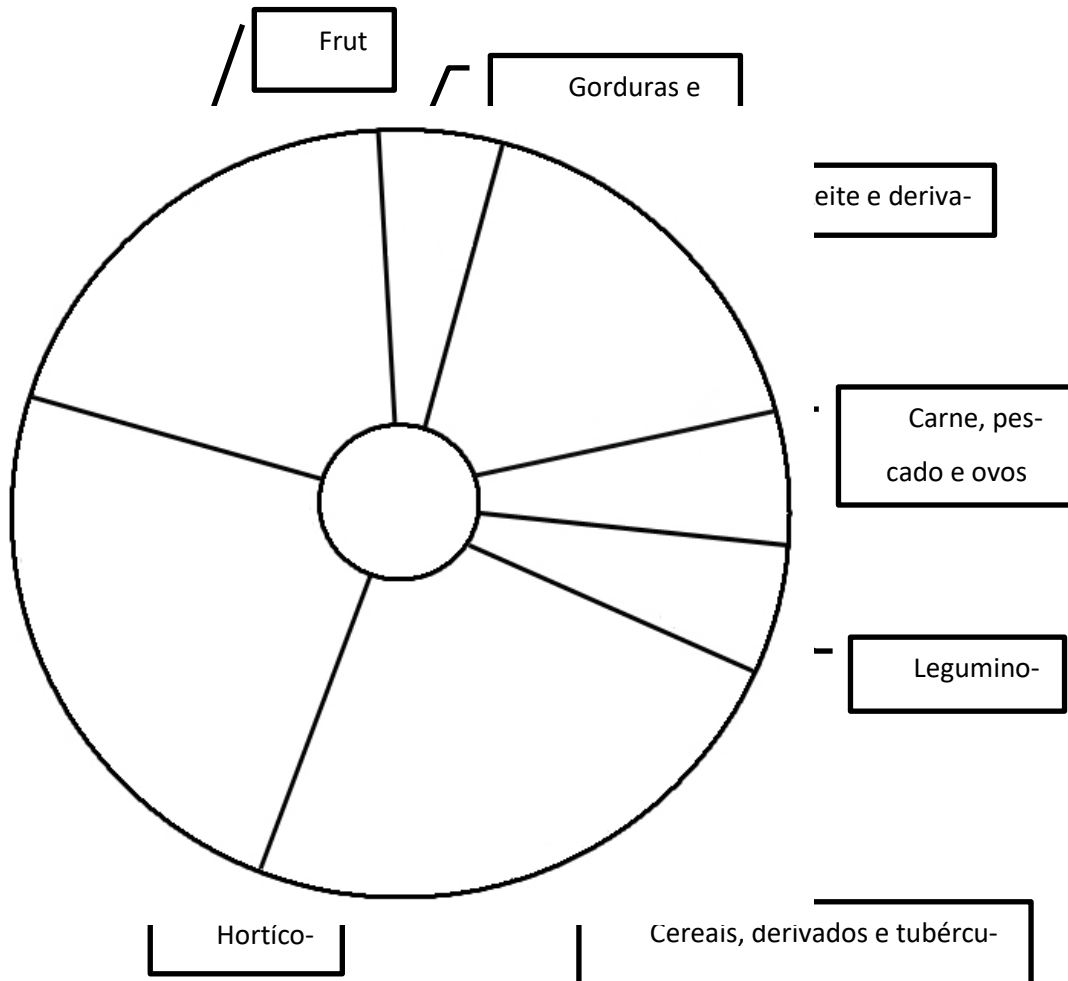 Frut
Gorduras e
eite e deriva-
Carne, pes-
cado e ovos
Legumino-
Hortíco-
Cereais, derivados e tubércu-